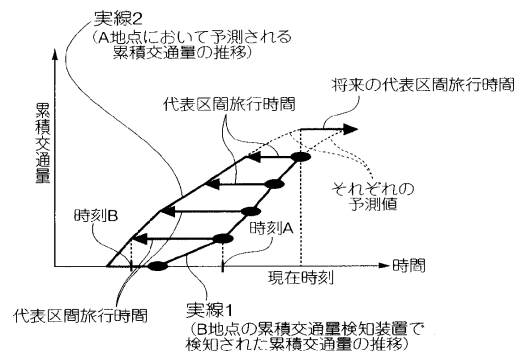 実線2
(A地点において予測される
累積交通量の推移)
将来の代表区間旅行時間
代表区間旅行時間
累積交通量
それぞれの
予測値
時刻B
時刻A
現在時刻
時間
代表区間旅行時間
実線1
(B地点の累積交通量検知装置で
検知された累積交通量の推移)